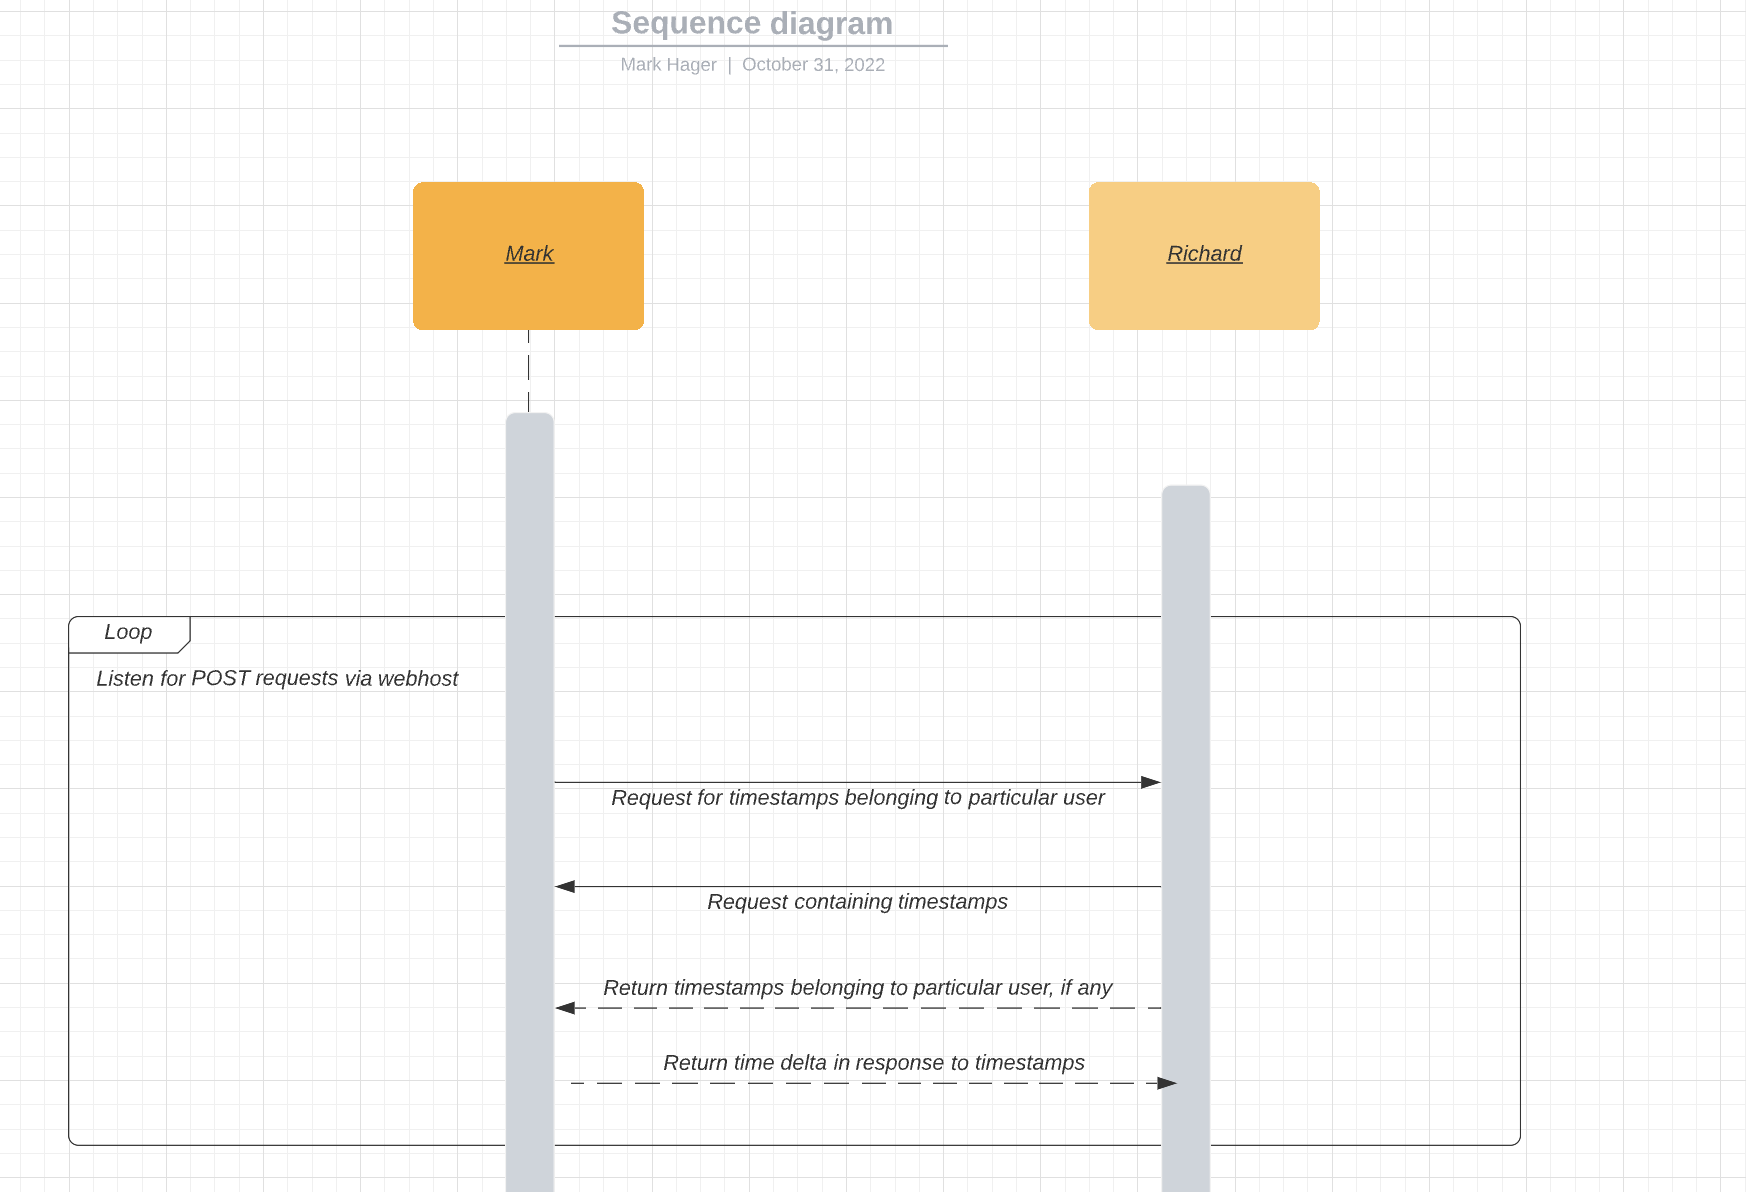 Sequence diagram
Mark Hager | October 31, 2022
Mark
Richard
Loop
Listen for POST requests via webhost
Request for timestamps belonging to particular user
Request containing timestamps
Return timestamps belonging to particular user, if any
Return time delta in response to timestamps